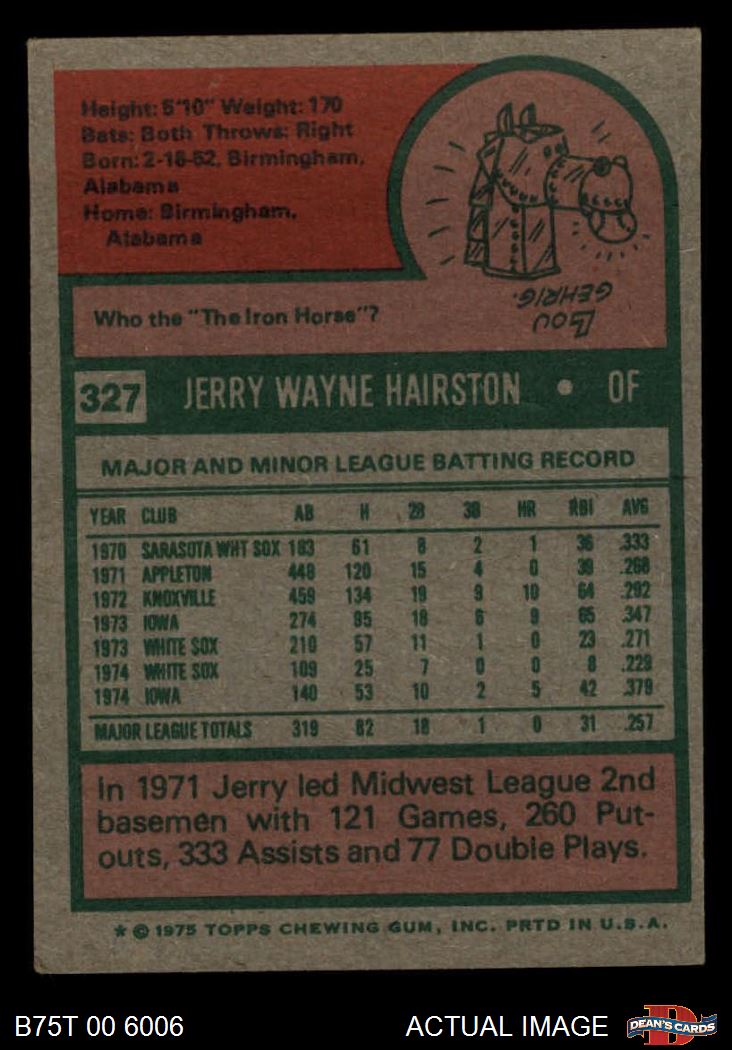 Height: 5'10" Weight: 170
Bats: Both Throws: Right
Born: 2-16-52, Birmingham,
Alabama
Home: Birmingham,
Alabama
LOU
GEHRIG.
Who the "The Iron Horse"?
327 JERRY WAYNE HAIRSTON • OF
MAJOR AND MINOR LEAGUE BATTING RECORD
YEAR CLUB AB H 2B 3B HR RBI AVG
1970 SARASOTA WHT SOX 183 61 8 2 1 36 .333
1971 APPLETON 448 120 15 4 0 39 .268
1972 KNOXVILLE 459 134 19 9 10 64 .292
1973 IOWA 274 95 18 6 9 65 .347
1973 WHITE SOX 210 57 11 1 0 23 .271
1974 WHITE SOX 109 25 7 0 0 8 .229
1974 IOWA 140 53 10 2 5 42 .379
MAJOR LEAGUE TOTALS 319 82 18 1 0 31 .257
In 1971 Jerry led Midwest League 2nd
basemen with 121 Games, 260 Put-
outs, 333 Assists and 77 Double Plays.
* © 1975 TOPPS CHEWING GUM, INC. PRTD IN U.S.A.
B75T 00 6006 ACTUAL IMAGE D DEAN'S CARDS